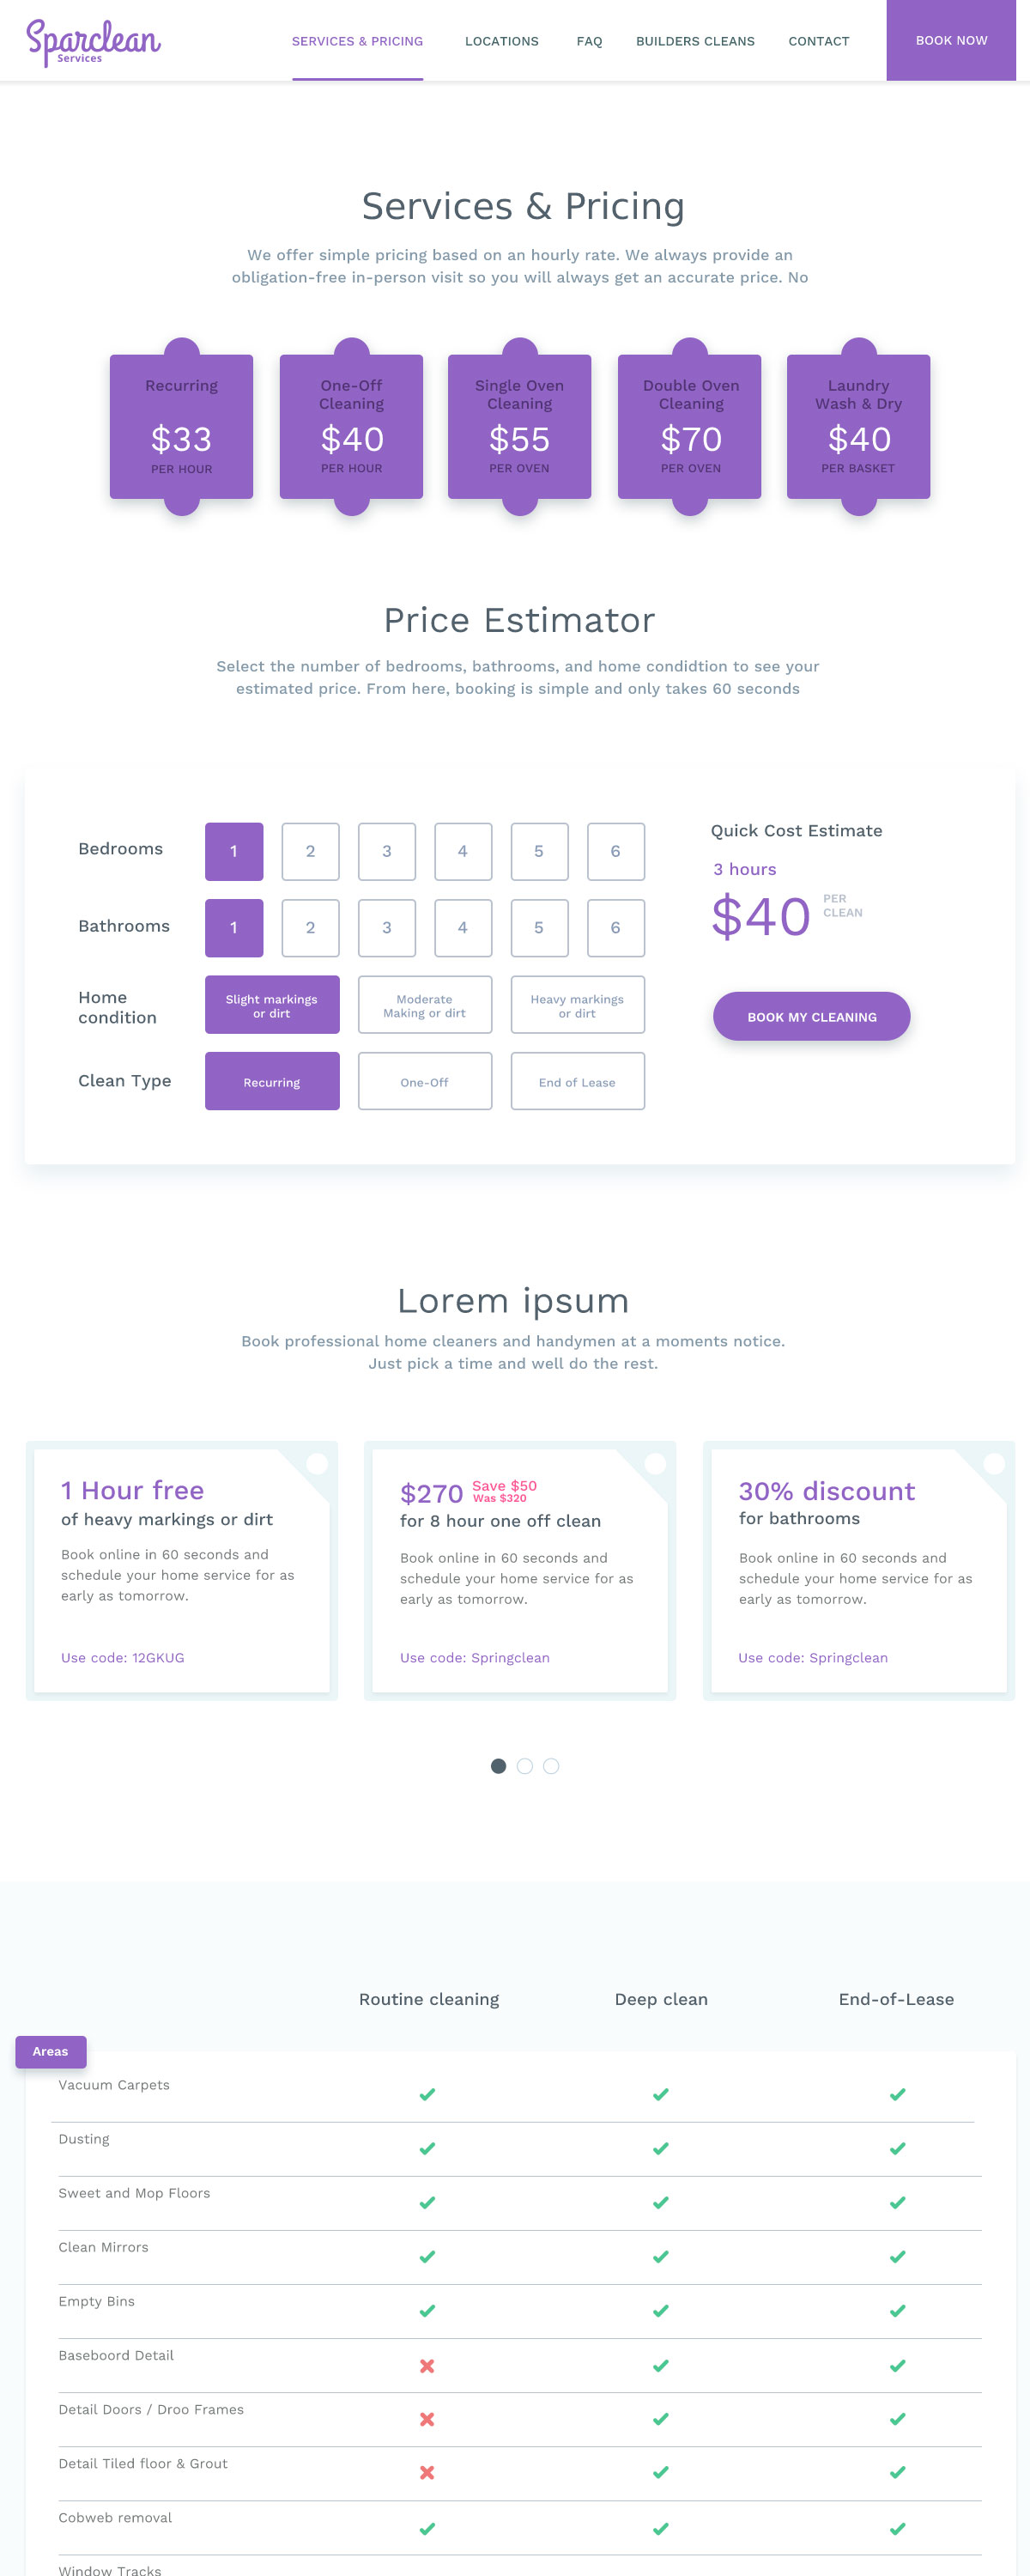 Sparclean
Services
SERVICES & PRICING
LOCATIONS
FAQ
BUILDERS CLEANS
CONTACT
BOOK NOW
Services & Pricing
We offer simple pricing based on an hourly rate. We always provide an
obligation-free in-person visit so you will always get an accurate price. No
Recurring
$33
PER HOUR
One-Off
Cleaning
$40
PER HOUR
Single Oven
Cleaning
$55
PER OVEN
Double Oven
Cleaning
$70
PER OVEN
Laundry
Wash & Dry
$40
PER BASKET
Price Estimator
Select the number of bedrooms, bathrooms, and home condidtion to see your
estimated price. From here, booking is simple and only takes 60 seconds
Bedrooms
1
2
3
4
5
6
Bathrooms
1
2
3
4
5
6
Home
condition
Slight markings
or dirt
Moderate
Making or dirt
Heavy markings
or dirt
Clean Type
Recurring
One-Off
End of Lease
Quick Cost Estimate
3 hours
$40
PER
CLEAN
BOOK MY CLEANING
Lorem ipsum
Book professional home cleaners and handymen at a moments notice.
Just pick a time and well do the rest.
1 Hour free
of heavy markings or dirt
Book online in 60 seconds and
schedule your home service for as
early as tomorrow.
Use code: 12GKUG
$270
Save $50
Was $320
for 8 hour one off clean
Book online in 60 seconds and
schedule your home service for as
early as tomorrow.
Use code: Springclean
30% discount
for bathrooms
Book online in 60 seconds and
schedule your home service for as
early as tomorrow.
Use code: Springclean
Routine cleaning
Deep clean
End-of-Lease
Areas
Vacuum Carpets
Dusting
Sweet and Mop Floors
Clean Mirrors
Empty Bins
Baseboord Detail
Detail Doors / Droo Frames
Detail Tiled floor & Grout
Cobweb removal
Window Tracks